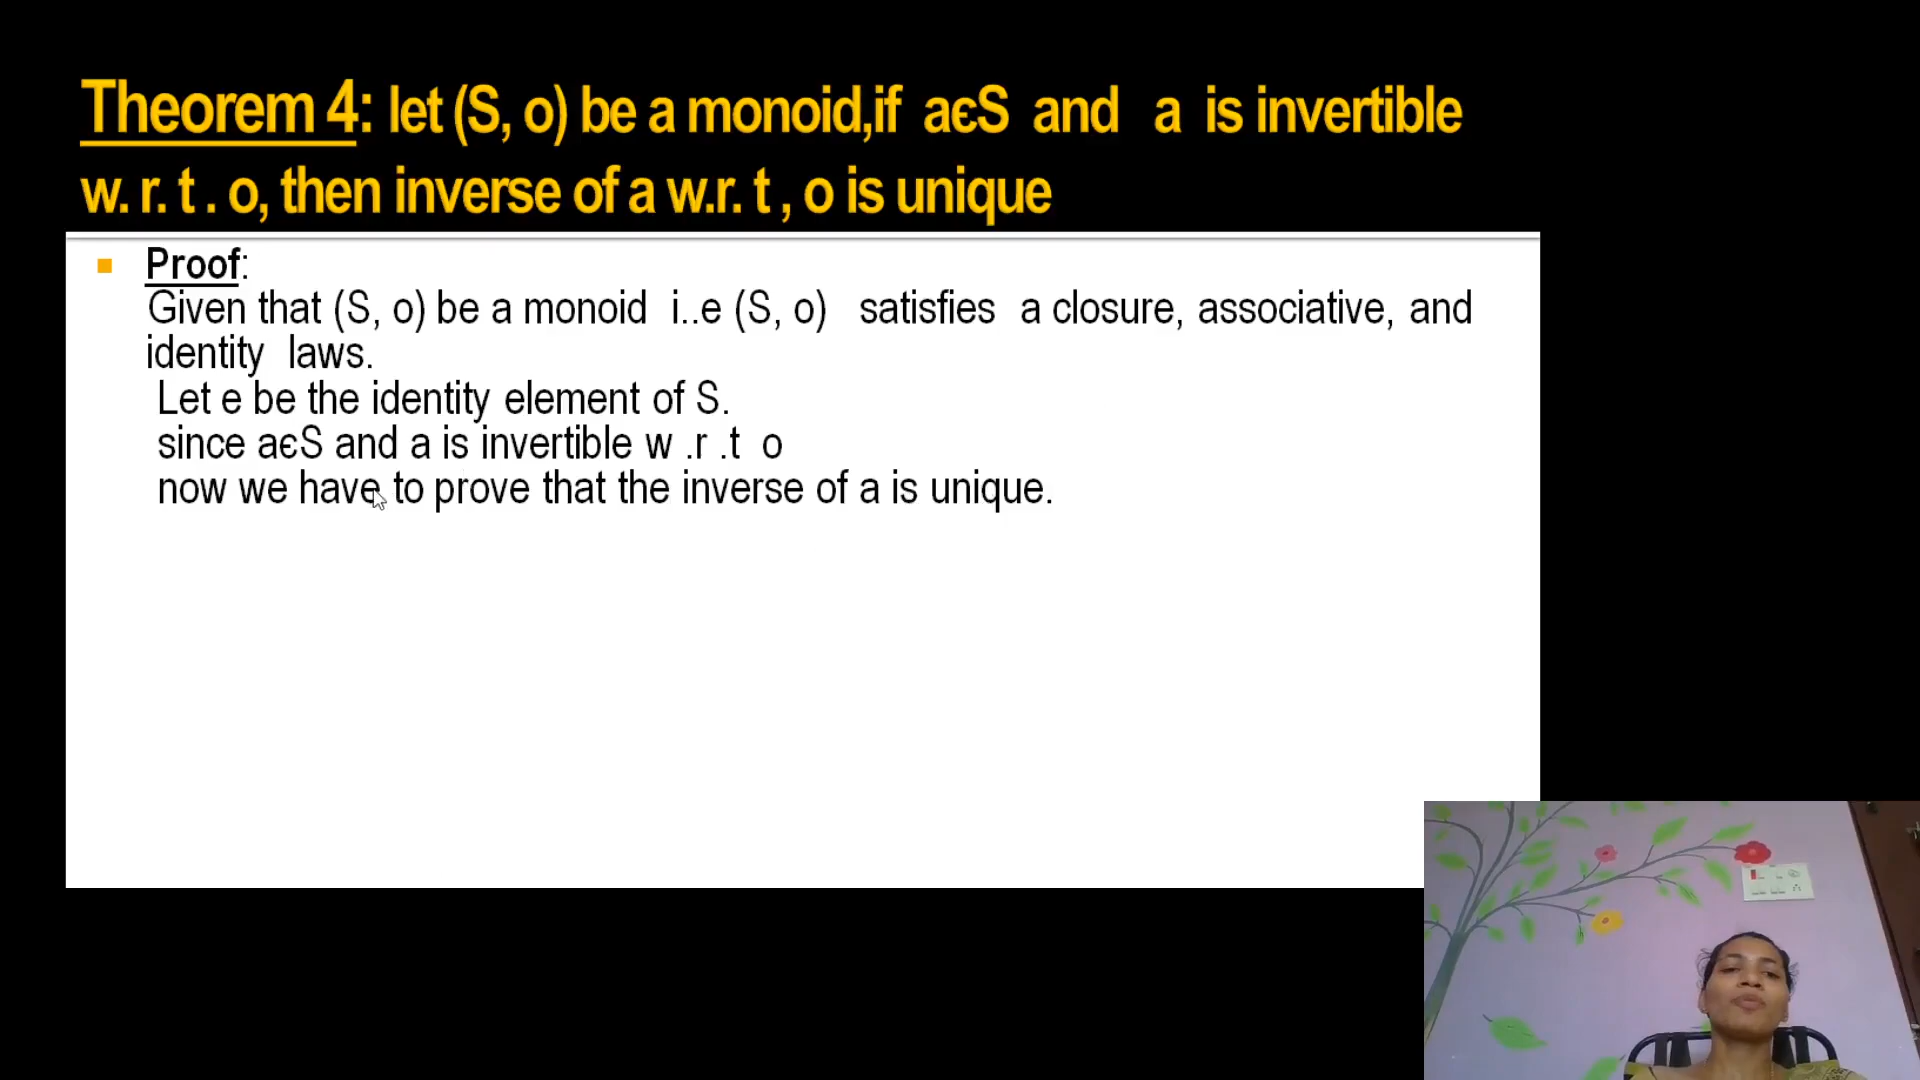 Theorem 4: let (S, o) be a monoid,if aєS and a is invertible
w. r. t . o, then inverse of a w.r. t , o is unique
Proof:
Given that (S, o) be a monoid i..e (S, o) satisfies a closure, associative, and
identity laws.
Let e be the identity element of S.
since aєS and a is invertible w .r .t o
now we have to prove that the inverse of a is unique.